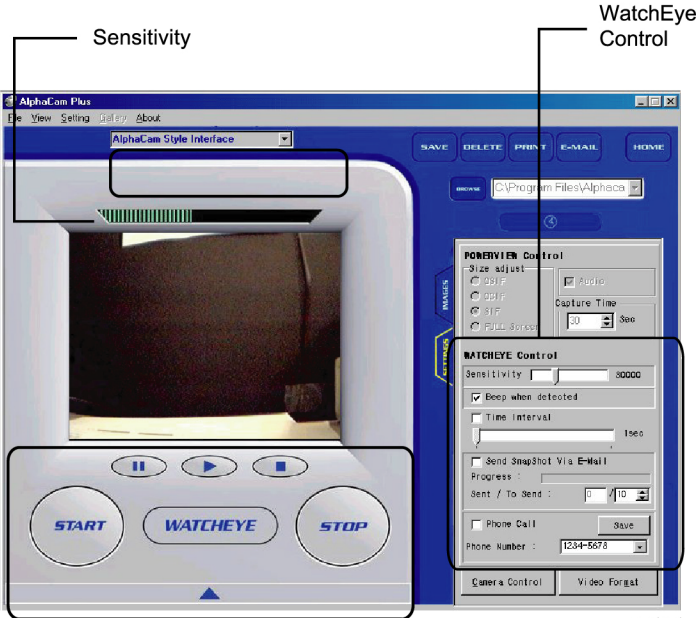 WatchEye
Control
Sensitivity
AlphaCam Plus
File View Setting Gallery About
AlphaCam Style Interface
SAVE DELETE PRINT E-MAIL HOME
BROWSE C:\Program Files\Alphaca
IMAGES
SETTINGS
POWERVIEW Control
Size adjust
QSIF
QCIF
SIF
FULL Screen
Audio
Capture Time
30 Sec
WATCHEYE Control
Sensitivity 80000
Beep when detected
Time Interval
1sec
Send SnapShot Via E-Mail
Progress :
Sent / To Send : 0 / 10
Phone Call Save
Phone Number : 1234-5678
Camera Control Video Format
START WATCHEYE STOP